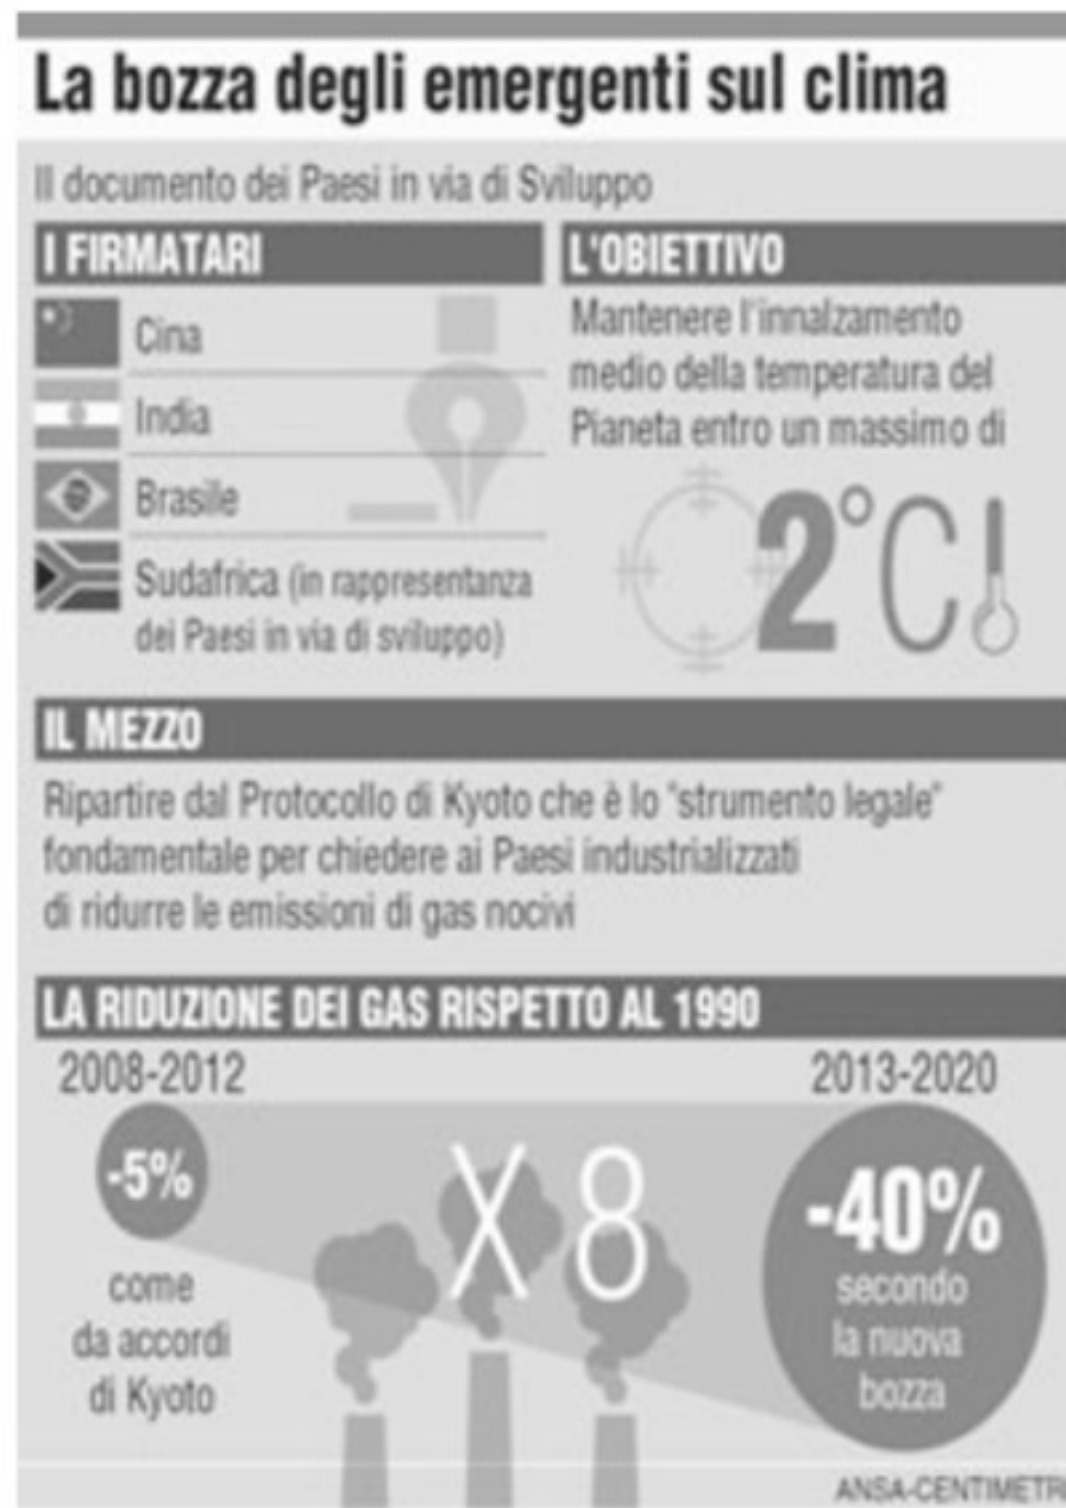 La bozza degli emergenti sul clima
Il documento dei Paesi in via di Sviluppo
I FIRMATARI
Cina
India
Brasile
Sudafrica (in rappresentanza
dei Paesi in via di sviluppo)
L'OBIETTIVO
Mantenere l'innalzamento
medio della temperatura del
Pianeta entro un massimo di
2°C
IL MEZZO
Ripartire dal Protocollo di Kyoto che è lo "strumento legale"
fondamentale per chiedere ai Paesi industrializzati
di ridurre le emissioni di gas nocivi
LA RIDUZIONE DEI GAS RISPETTO AL 1990
2008-2012
-5%
come
da accordi
di Kyoto
X 8
2013-2020
-40%
secondo
la nuova
bozza
ANSA-CENTIMETRI